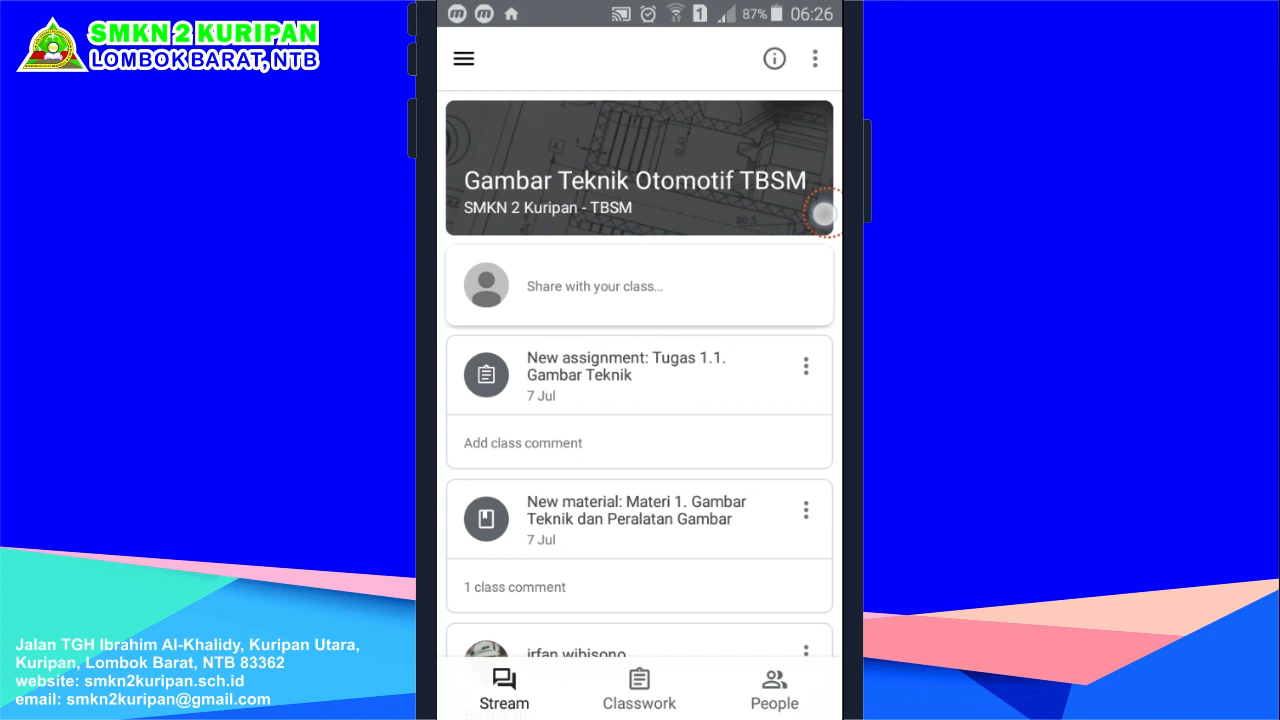 SMKN 2 KURIPAN
LOMBOK BARAT, NTB
1
87%
06:26
Gambar Teknik Otomotif TBSM
SMKN 2 Kuripan - TBSM
Share with your class...
New assignment: Tugas 1.1.
Gambar Teknik
7 Jul
Add class comment
New material: Materi 1. Gambar
Teknik dan Peralatan Gambar
7 Jul
1 class comment
irfan wibisono
Stream
Classwork
People
Jalan TGH Ibrahim Al-Khalidy, Kuripan Utara,
Kuripan, Lombok Barat, NTB 83362
website: smkn2kuripan.sch.id
email: smkn2kuripan@gmail.com